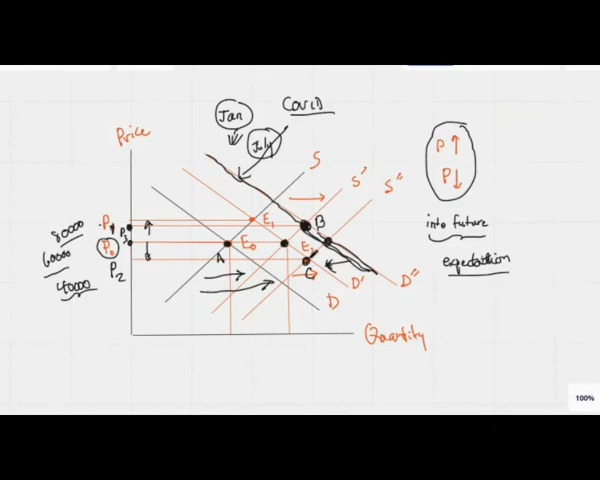 Jan
COVID
July
Price
S
S'
S"
P ↑
P ↓
into future
expectation
80000
60000
40000
P1
P3
P0
P2
E1
B
E0
A
E2
C
D"
D'
D
Quantity
100%